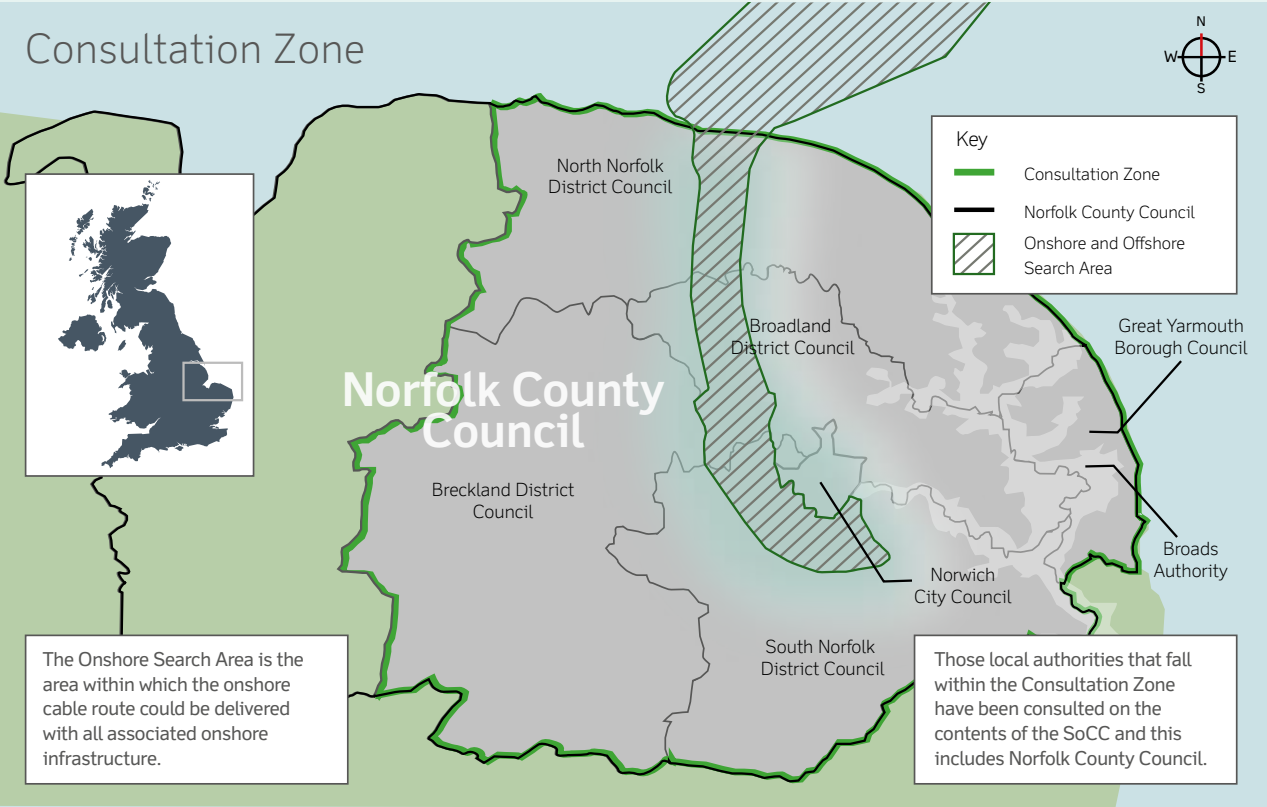 Consultation Zone
N
W
E
S
Key
Consultation Zone
Norfolk County Council
Onshore and Offshore
Search Area
North Norfolk
District Council
Broadland
District Council
Great Yarmouth
Borough Council
Norfolk County
Council
Breckland District
Council
Broads
Authority
Norwich
City Council
South Norfolk
District Council
The Onshore Search Area is the
area within which the onshore
cable route could be delivered
with all associated onshore
infrastructure.
Those local authorities that fall
within the Consultation Zone
have been consulted on the
contents of the SoCC and this
includes Norfolk County Council.